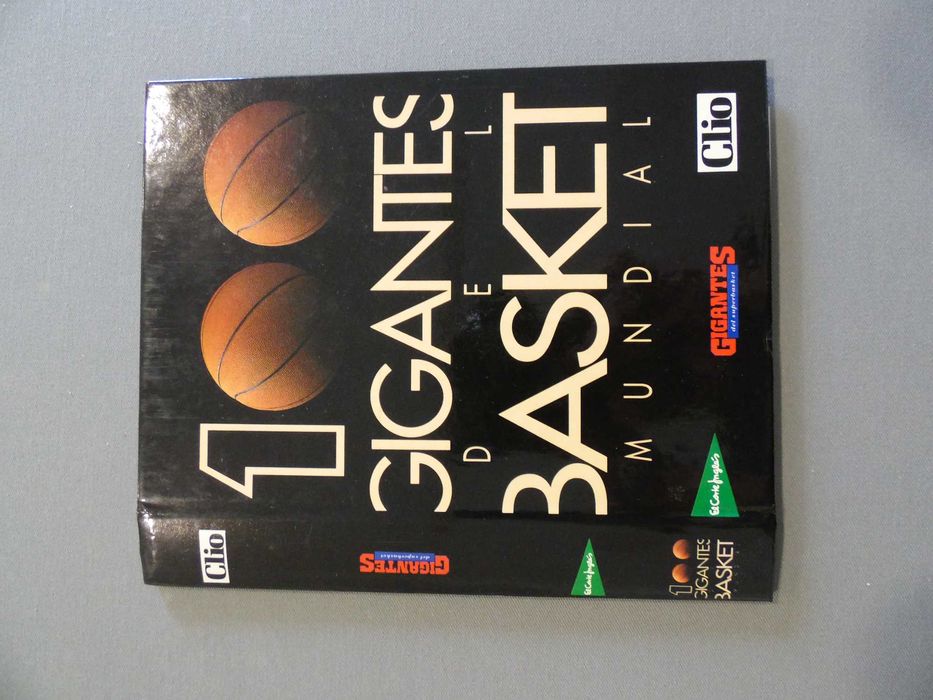 100
GIGANTES
DEL
BASKET
MUNDIAL
El Corte Inglés
GIGANTES
del superbasket
Clio
100
GIGANTES
BASKET
El Corte Inglés
GIGANTES
del superbasket
Clio